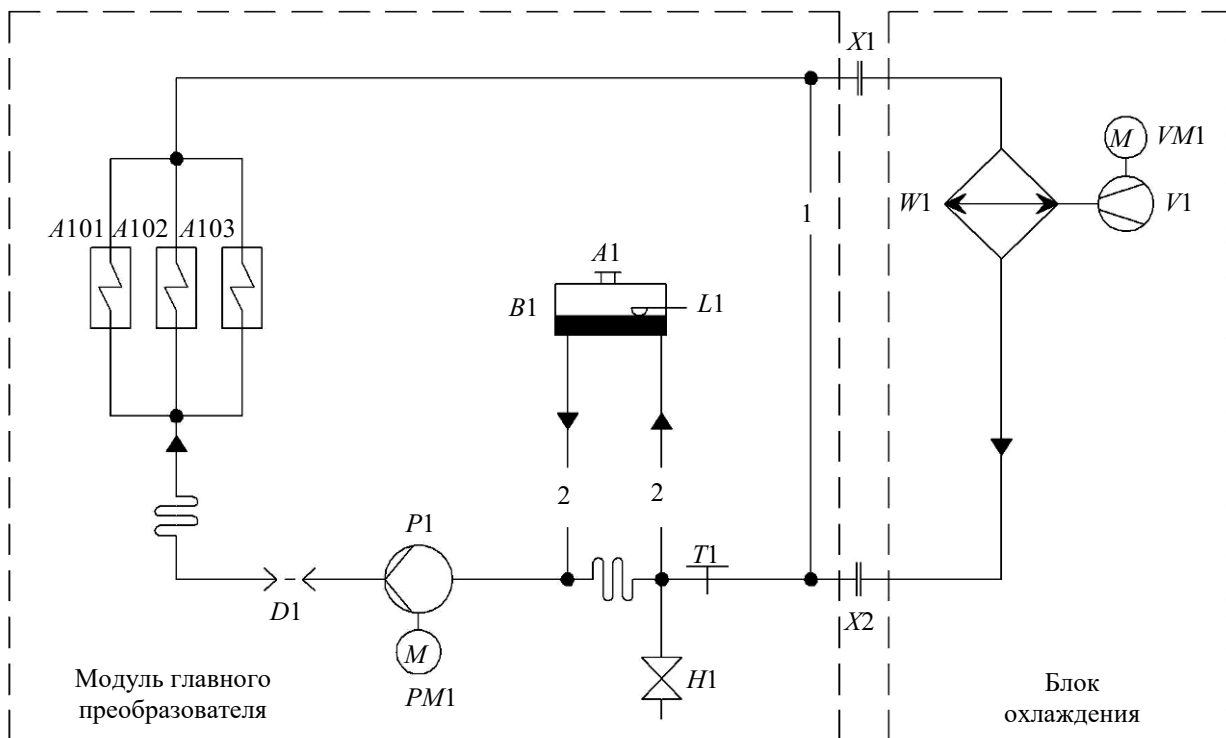 X1
M VM1
A101 A102 A103
W1
V1
1
A1
B1
L1
2
2
P1
T1
D1
X2
M
PM1
H1
Модуль главного
преобразователя
Блок
охлаждения